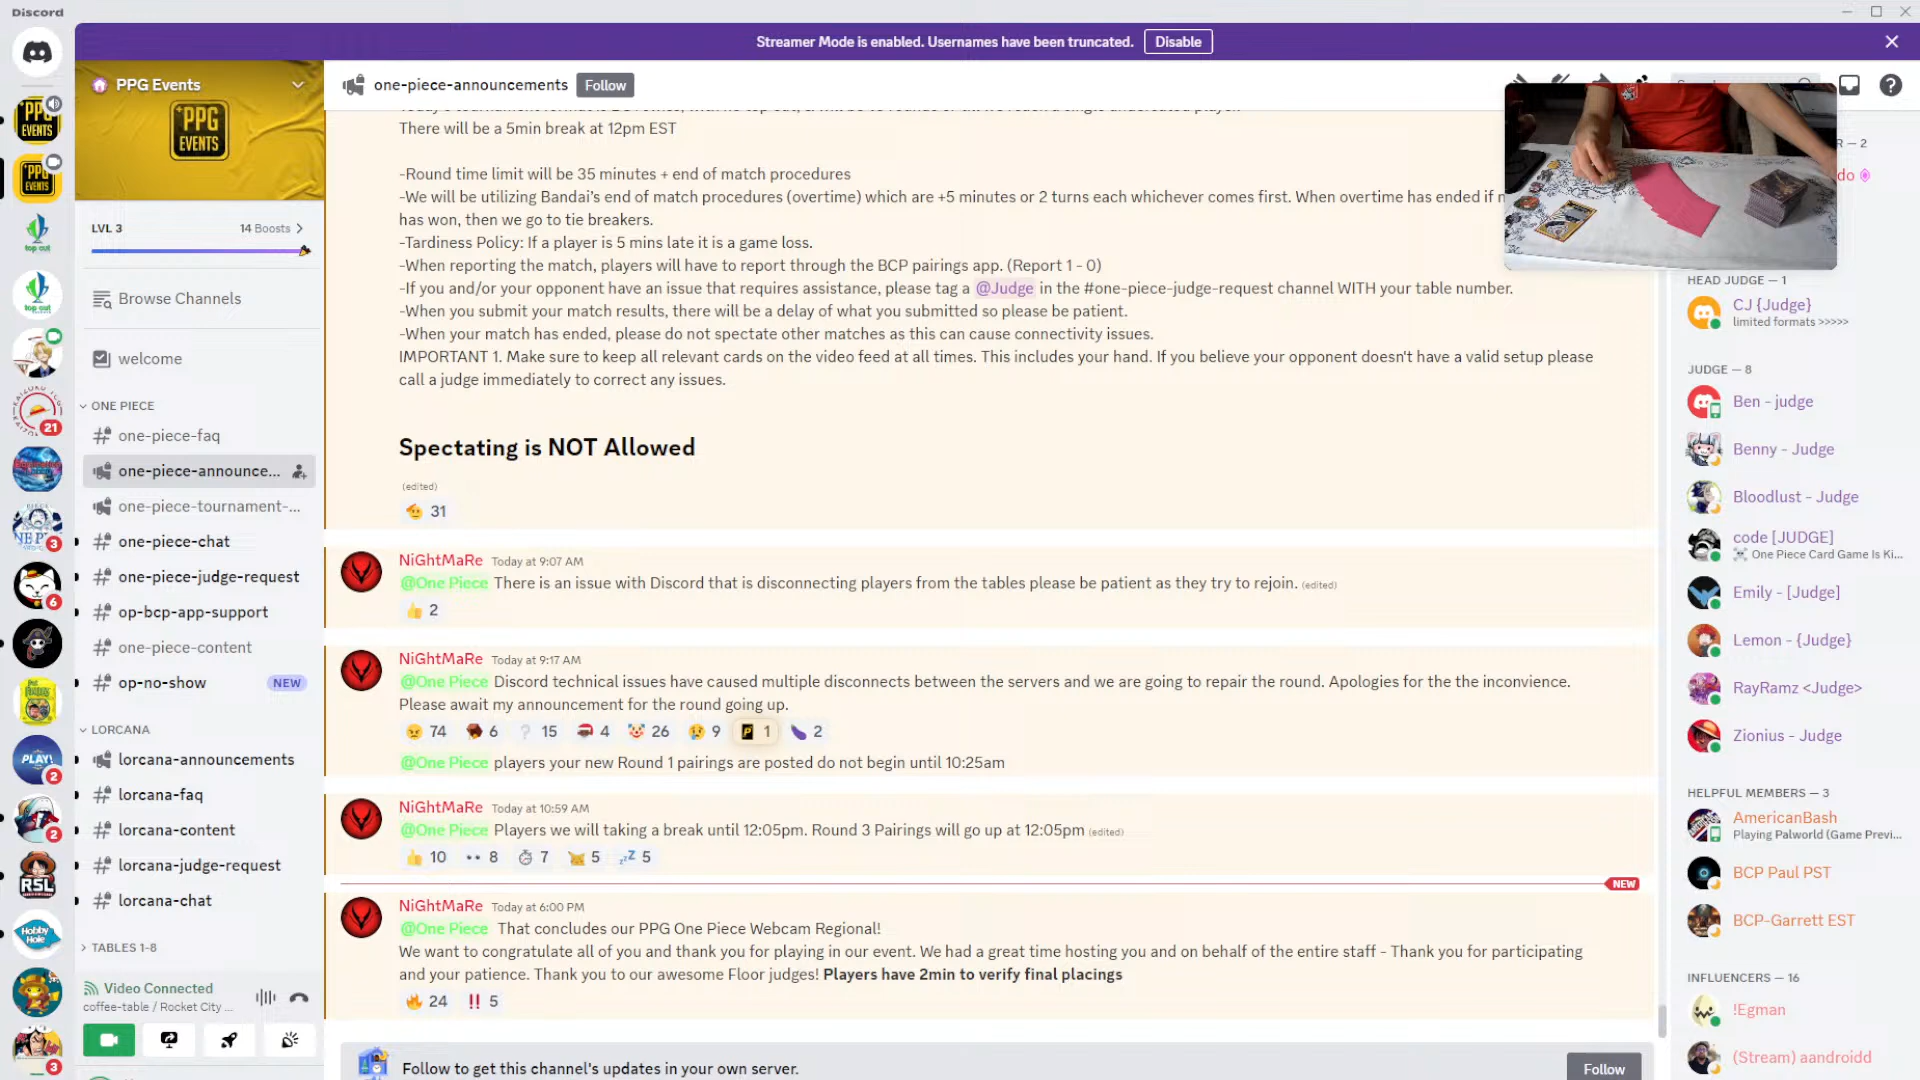 Discord
Streamer Mode is enabled. Usernames have been truncated.
Disable
PPG Events
+PPG
EVENTS
LVL 3
14 Boosts
Browse Channels
welcome
ONE PIECE
one-piece-faq
one-piece-announce...
one-piece-tournament-...
one-piece-chat
one-piece-judge-request
op-bcp-app-support
one-piece-content
op-no-show
NEW
LORCANA
lorcana-announcements
lorcana-faq
lorcana-content
lorcana-judge-request
lorcana-chat
TABLES 1-8
Video Connected
coffee-table / Rocket City ...
top cut
top cut
21
3
6
PLAY!
2
2
RSL
Hobby
Hole
3
one-piece-announcements
Follow
There will be a 5min break at 12pm EST
-Round time limit will be 35 minutes + end of match procedures
-We will be utilizing Bandai's end of match procedures (overtime) which are +5 minutes or 2 turns each whichever comes first. When overtime has ended if n
has won, then we go to tie breakers.
-Tardiness Policy: If a player is 5 mins late it is a game loss.
-When reporting the match, players will have to report through the BCP pairings app. (Report 1 - 0)
-If you and/or your opponent have an issue that requires assistance, please tag a @Judge in the #one-piece-judge-request channel WITH your table number.
-When you submit your match results, there will be a delay of what you submitted so please be patient.
-When your match has ended, please do not spectate other matches as this can cause connectivity issues.
IMPORTANT 1. Make sure to keep all relevant cards on the video feed at all times. This includes your hand. If you believe your opponent doesn't have a valid setup please
call a judge immediately to correct any issues.
Spectating is NOT Allowed
(edited)
31
NiGhtMaRe Today at 9:07 AM
@One Piece There is an issue with Discord that is disconnecting players from the tables please be patient as they try to rejoin. (edited)
2
NiGhtMaRe Today at 9:17 AM
@One Piece Discord technical issues have caused multiple disconnects between the servers and we are going to repair the round. Apologies for the the inconvience.
Please await my announcement for the round going up.
74 6 15 4 26 9 1 2
@One Piece players your new Round 1 pairings are posted do not begin until 10:25am
NiGhtMaRe Today at 10:59 AM
@One Piece Players we will taking a break until 12:05pm. Round 3 Pairings will go up at 12:05pm (edited)
10 8 7 5 5
NEW
NiGhtMaRe Today at 6:00 PM
@One Piece That concludes our PPG One Piece Webcam Regional!
We want to congratulate all of you and thank you for playing in our event. We had a great time hosting you and on behalf of the entire staff - Thank you for participating
and your patience. Thank you to our awesome Floor judges! Players have 2min to verify final placings
24 5
Follow to get this channel's updates in your own server.
Follow
R — 2
do
HEAD JUDGE — 1
CJ {Judge}
limited formats >>>>>
JUDGE — 8
Ben - judge
Benny - Judge
Bloodlust - Judge
code [JUDGE]
One Piece Card Game Is Ki...
Emily - [Judge]
Lemon - {Judge}
RayRamz <Judge>
Zionius - Judge
HELPFUL MEMBERS — 3
AmericanBash
Playing Palworld (Game Previ...
BCP Paul PST
BCP-Garrett EST
INFLUENCERS — 16
!Egman
(Stream) aandroidd